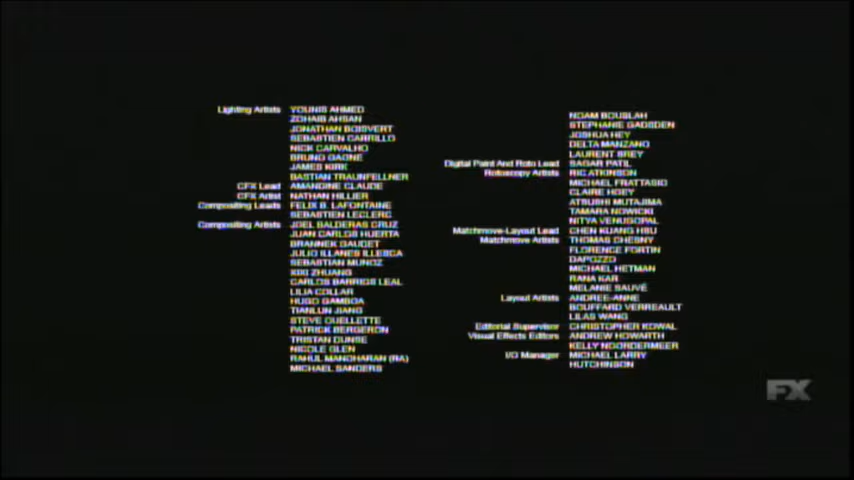 Lighting Artists YOUNIS AHMED
ZOHAIB AHSAN
JONATHAN BOISVERT
SEBASTIEN CARRILLO
NICK CARVALHO
BRUNO GAGNE
JAMES KIRK
BASTIAN TRAUNFELLNER
CFX Lead AMANDINE CLAUDE
CFX Artist NATHAN HILLIER
Compositing Leads FELIX B. LAFONTAINE
SEBASTIEN LECLERC
Compositing Artists JOEL BALDERAS CRUZ
JUAN CARLOS HUERTA
BRANNEK GAUDET
JULIO ILLANES ILLESCA
SEBASTIAN MUNOZ
XIXI ZHUANG
CARLOS BARRIOS LEAL
LILIA COLLAR
HUGO GAMBOA
TIANLUN JIANG
STEVE OUELLETTE
PATRICK BERGERON
TRISTAN
NICOLE GLEN
RAHUL MANOHARAN (RA)
MICHAEL SANDERS
NOAM BOUSLAH
STEPHANIE GADSDEN
JOSHUA HEY
DELTA MANZANO
LAURENT
Digital Paint And Roto Lead SAGAR PATIL
Rotoscopy Artists RIC ATKINSON
MICHAEL FRATTASIO
CLAIRE HOEY
ATSUSHI MUTAJIMA
TAMARA NOWICKI
NITYA VENUGOPAL
Matchmove-Layout Lead CHEN KUANG HSU
Matchmove Artists THOMAS CHESNY
FLORENCE FORTIN
DAPOZZO
MICHAEL HETMAN
RANA KAR
MELANIE SAUVÉ
Layout Artists ANDREE-ANNE
BOUFFARD VERREAULT
LILAS WANG
Editorial Supervisor CHRISTOPHER KOWAL
Visual Effects Editors ANDREW HOWARTH
KELLY NOORDERMEER
I/O Manager MICHAEL LARRY
HUTCHINSON
FX